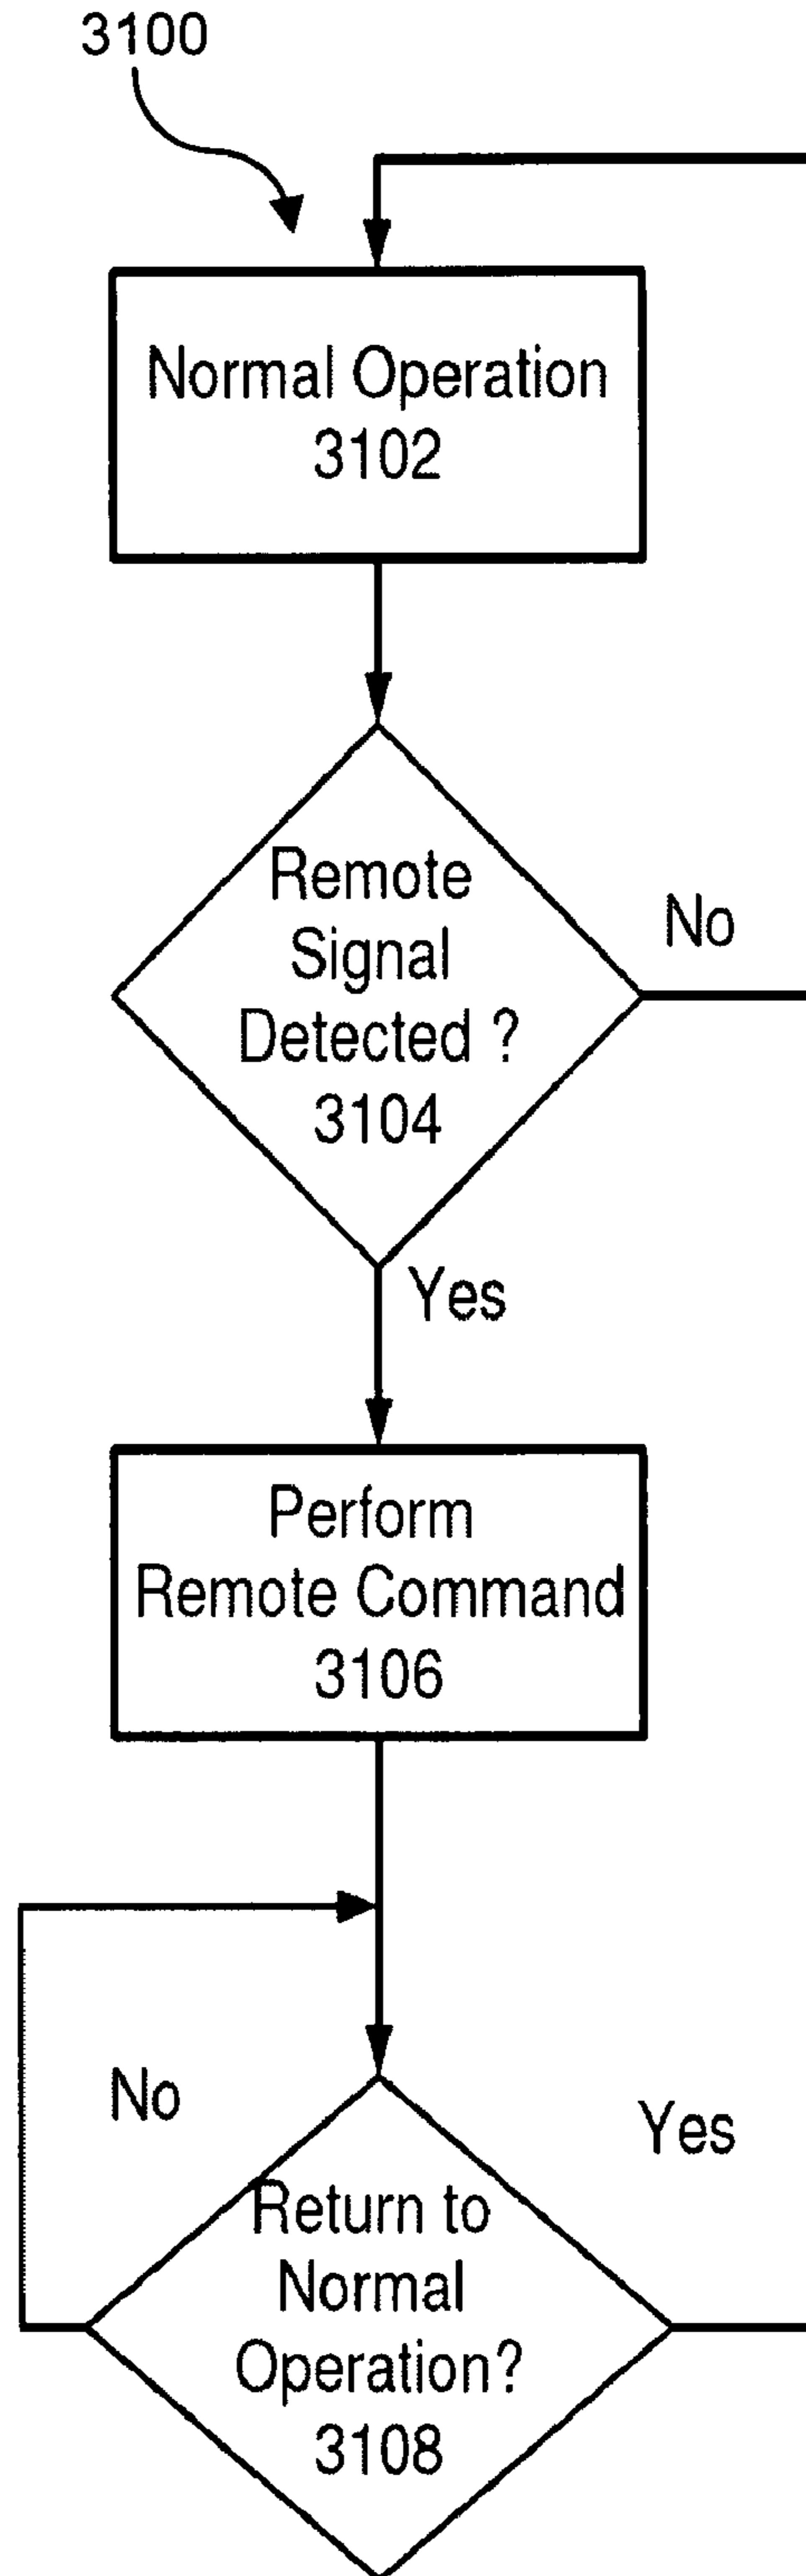 3100
Normal Operation
3102
Remote
Signal
Detected ?
3104
No
Yes
Perform
Remote Command
3106
No
Yes
Return to
Normal
Operation?
3108